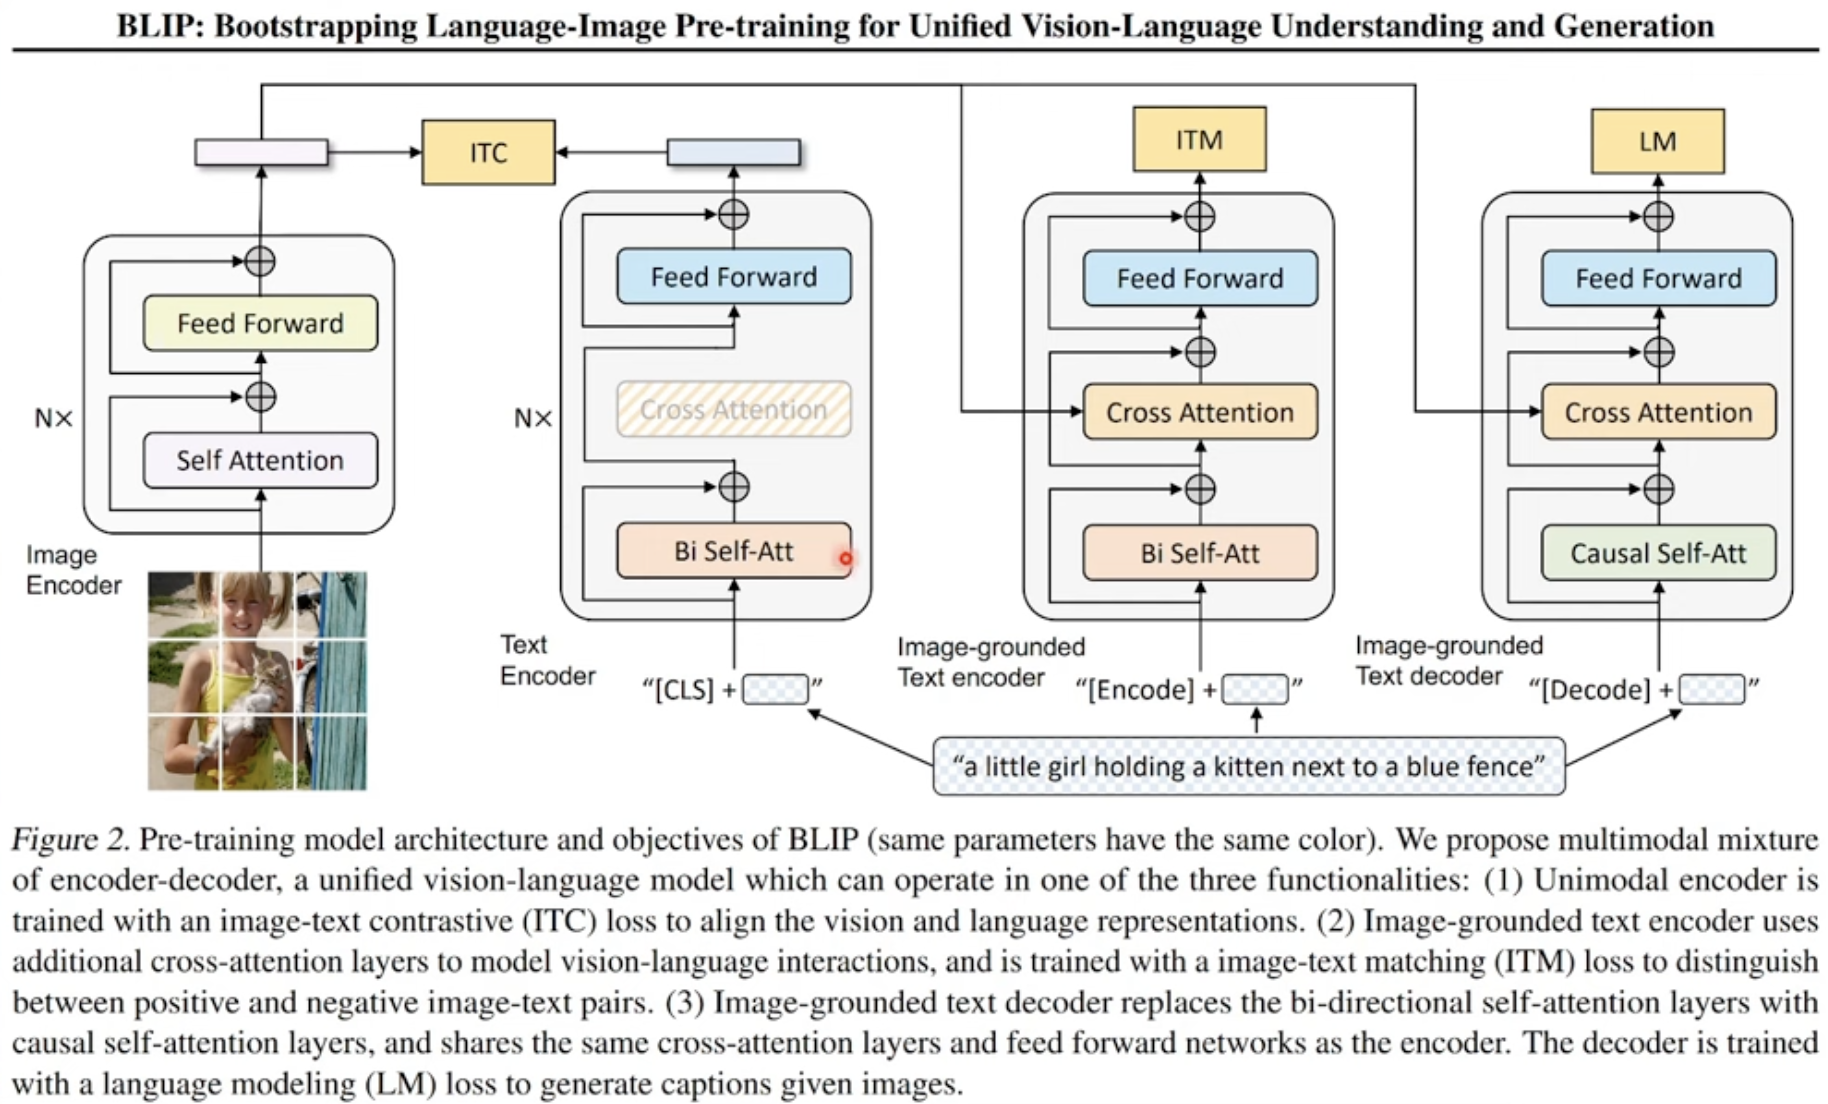 BLIP: Bootstrapping Language-Image Pre-training for Unified Vision-Language Understanding and Generation
ITC
ITM
LM
Feed Forward
Self Attention
N×
Image
Encoder
Feed Forward
Cross Attention
N×
Bi Self-Att
Text
Encoder
“[CLS] + ”
Feed Forward
Cross Attention
Bi Self-Att
Image-grounded
Text encoder
“[Encode] + ”
Feed Forward
Cross Attention
Causal Self-Att
Image-grounded
Text decoder
“[Decode] + ”
“a little girl holding a kitten next to a blue fence”
Figure 2. Pre-training model architecture and objectives of BLIP (same parameters have the same color). We propose multimodal mixture
of encoder-decoder, a unified vision-language model which can operate in one of the three functionalities: (1) Unimodal encoder is
trained with an image-text contrastive (ITC) loss to align the vision and language representations. (2) Image-grounded text encoder uses
additional cross-attention layers to model vision-language interactions, and is trained with a image-text matching (ITM) loss to distinguish
between positive and negative image-text pairs. (3) Image-grounded text decoder replaces the bi-directional self-attention layers with
causal self-attention layers, and shares the same cross-attention layers and feed forward networks as the encoder. The decoder is trained
with a language modeling (LM) loss to generate captions given images.